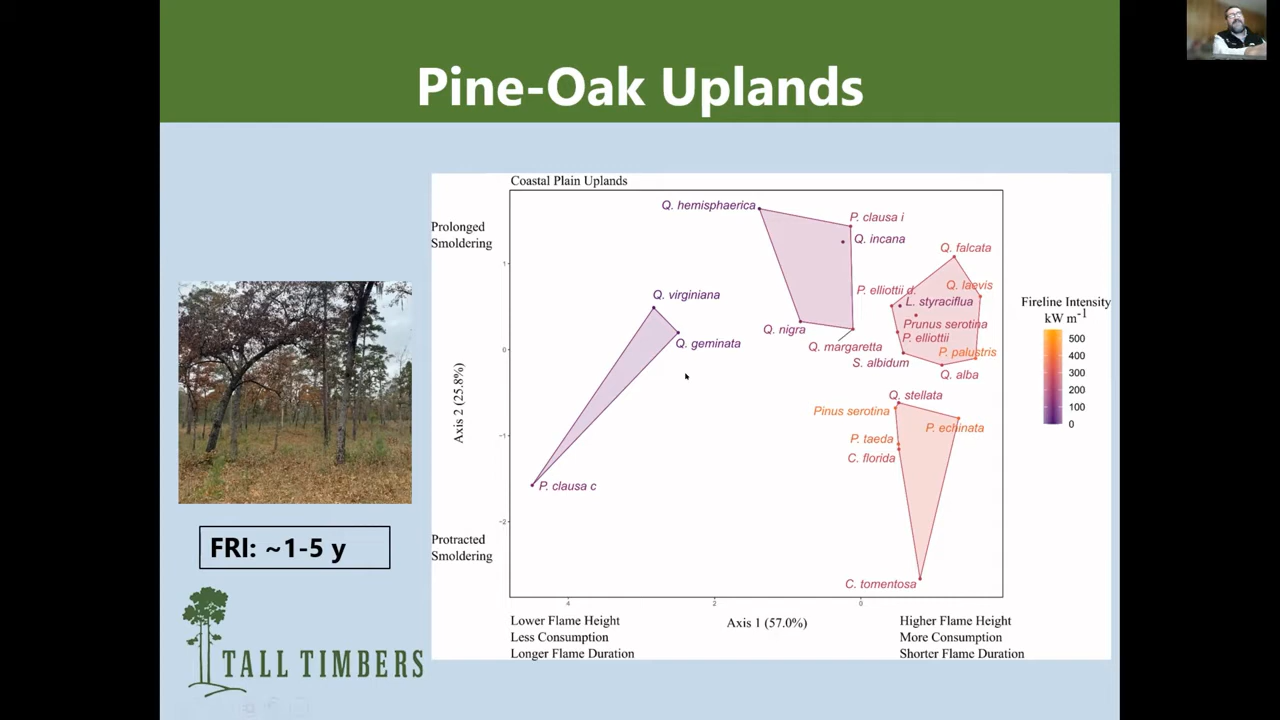 Pine-Oak Uplands
Coastal Plain Uplands
Prolonged
Smoldering
Q. hemisphaerica
P. clausa i
Q. incana
Q. falcata
Q. virginiana
P. elliottii d.
Q. laevis
L. styraciflua
Fireline Intensity
kW m-1
Q. nigra
Prunus serotina
Q. geminata
P. elliottii
Q. margaretta
P. palustris
S. albidum
Q. alba
Q. stellata
Pinus serotina
P. echinata
P. taeda
C. florida
P. clausa c
C. tomentosa
500
400
300
200
100
0
1
0
-1
-2
Axis 2 (25.8%)
Protracted
Smoldering
4
2
0
Axis 1 (57.0%)
Lower Flame Height
Less Consumption
Longer Flame Duration
Higher Flame Height
More Consumption
Shorter Flame Duration
FRI: ~1-5 y
TALL TIMBERS